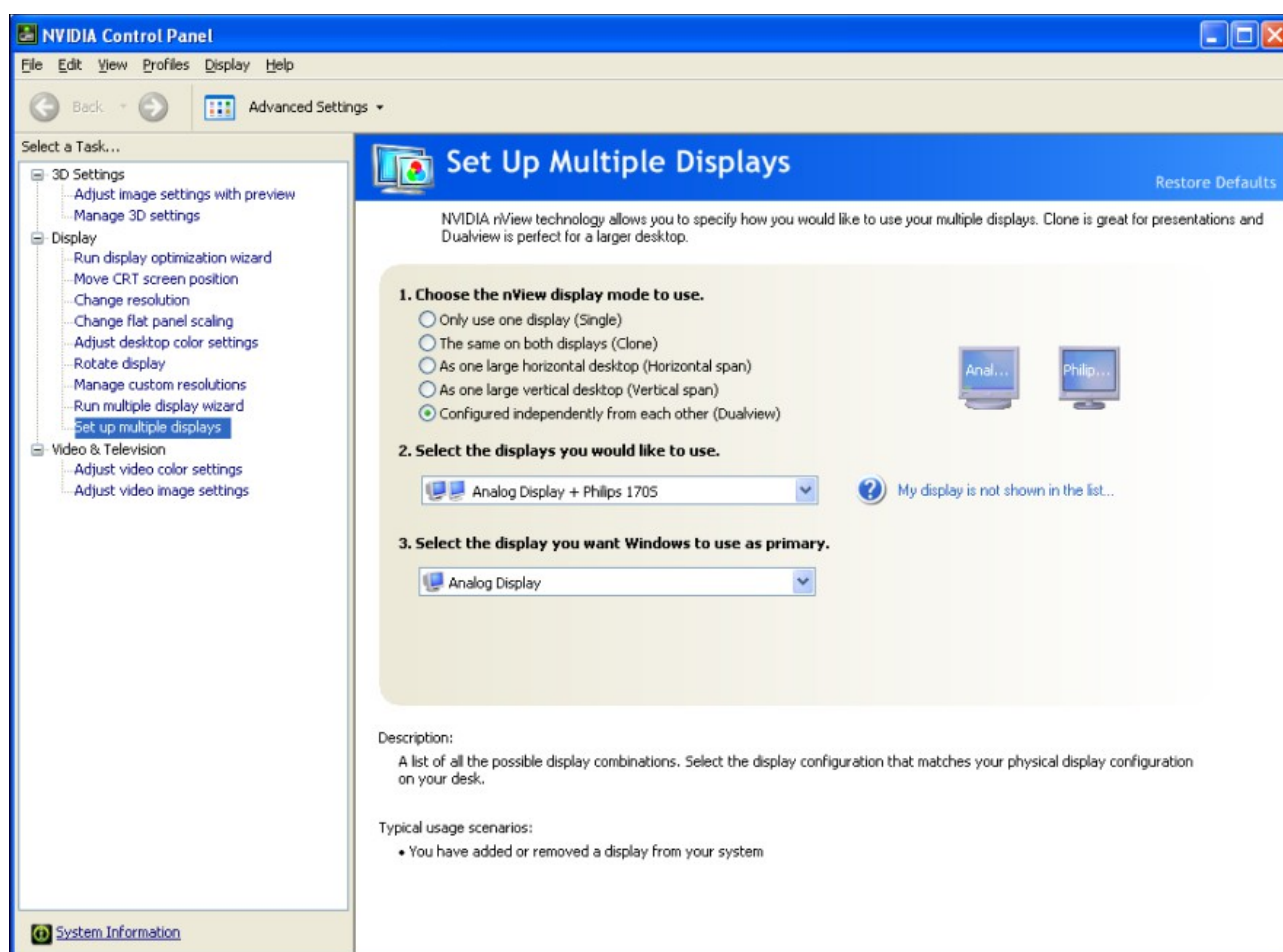 NVIDIA Control Panel
File Edit View Profiles Display Help
Back Advanced Settings
Select a Task...
3D Settings
Adjust image settings with preview
Manage 3D settings
Display
Run display optimization wizard
Move CRT screen position
Change resolution
Change flat panel scaling
Adjust desktop color settings
Rotate display
Manage custom resolutions
Run multiple display wizard
Set up multiple displays
Video & Television
Adjust video color settings
Adjust video image settings
System Information
Set Up Multiple Displays
Restore Defaults
NVIDIA nView technology allows you to specify how you would like to use your multiple displays. Clone is great for presentations and
Dualview is perfect for a larger desktop.
1. Choose the nView display mode to use.
Only use one display (Single)
The same on both displays (Clone)
As one large horizontal desktop (Horizontal span)
As one large vertical desktop (Vertical span)
Configured independently from each other (Dualview)
Anal... Philip...
2. Select the displays you would like to use.
Analog Display + Philips 170S
My display is not shown in the list...
3. Select the display you want Windows to use as primary.
Analog Display
Description:
A list of all the possible display combinations. Select the display configuration that matches your physical display configuration
on your desk.
Typical usage scenarios:
• You have added or removed a display from your system